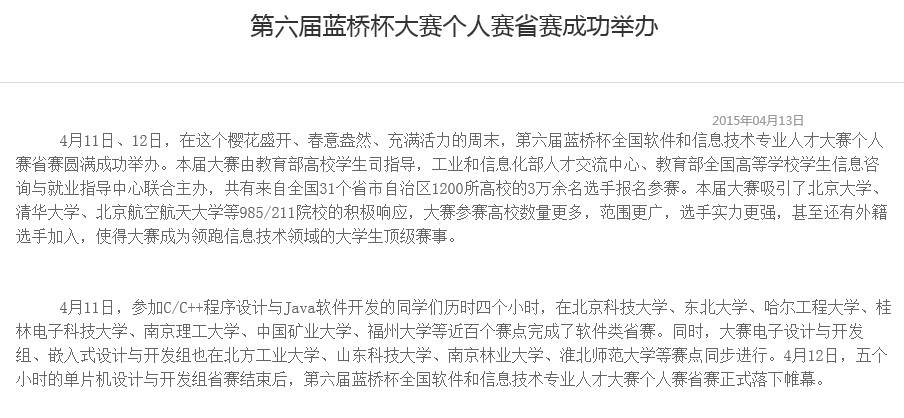 第六届蓝桥杯大赛个人赛省赛成功举办
2015年04月13日
4月11日、12日，在这个樱花盛开、春意盎然、充满活力的周末，第六届蓝桥杯全国软件和信息技术专业人才大赛个人
赛省赛圆满成功举办。本届大赛由教育部高校学生司指导，工业和信息化部人才交流中心、教育部全国高等学校学生信息咨
询与就业指导中心联合主办，共有来自全国31个省市自治区1200所高校的3万余名选手报名参赛。本届大赛吸引了北京大学、
清华大学、北京航空航天大学等985/211院校的积极响应，大赛参赛高校数量更多，范围更广，选手实力更强，甚至还有外籍
选手加入，使得大赛成为领跑信息技术领域的大学生顶级赛事。
4月11日，参加C/C++程序设计与Java软件开发的同学们历时四个小时，在北京科技大学、东北大学、哈尔工程大学、桂
林电子科技大学、南京理工大学、中国矿业大学、福州大学等近百个赛点完成了软件类省赛。同时，大赛电子设计与开发
组、嵌入式设计与开发组也在北方工业大学、山东科技大学、南京林业大学、淮北师范大学等赛点同步进行。4月12日，五个
小时的单片机设计与开发组省赛结束后，第六届蓝桥杯全国软件和信息技术专业人才大赛个人赛省赛正式落下帷幕。